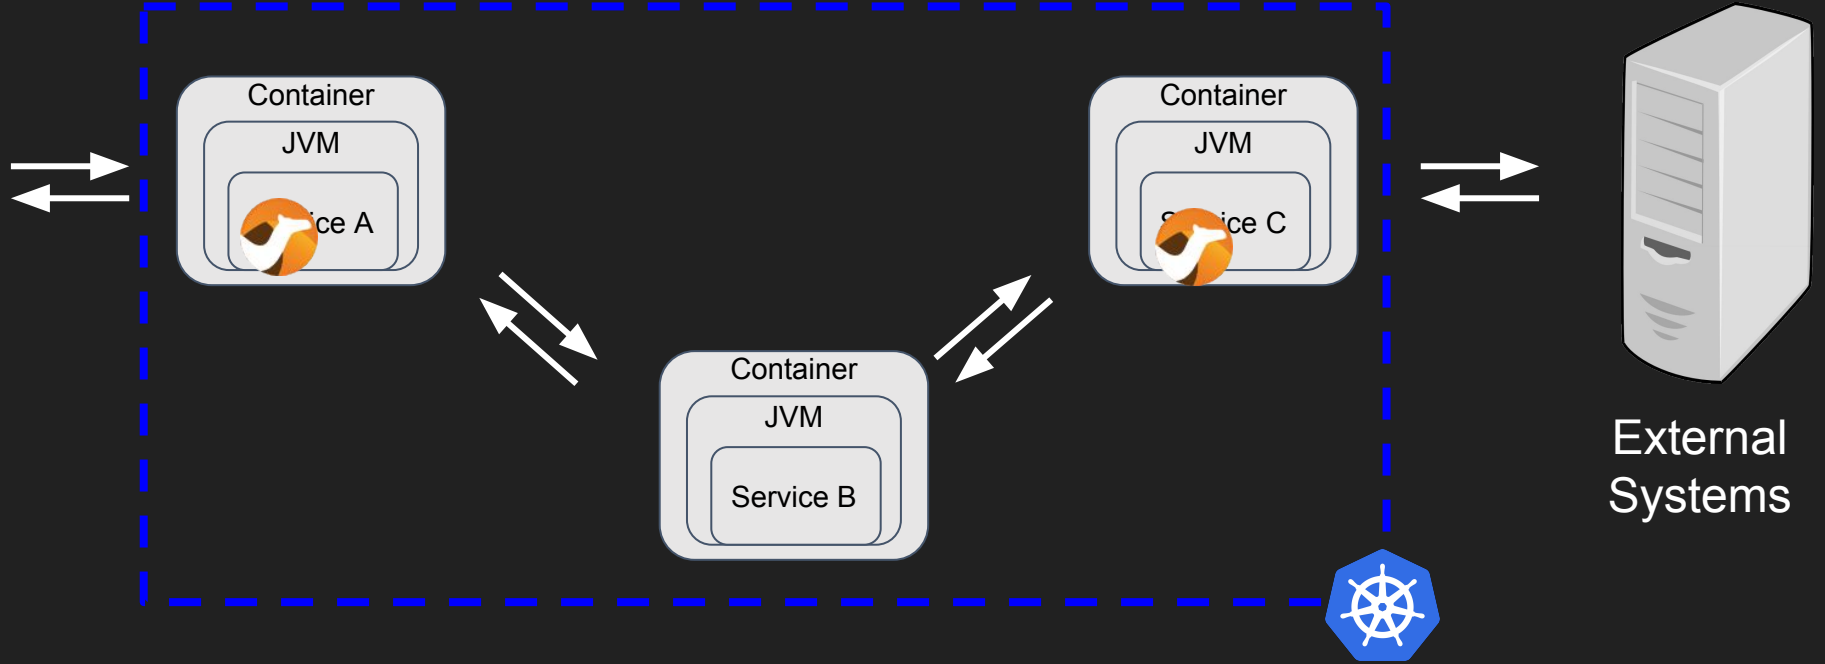 Container
JVM
ice A
Container
JVM
Service B
Container
JVM
S ice C
External
Systems